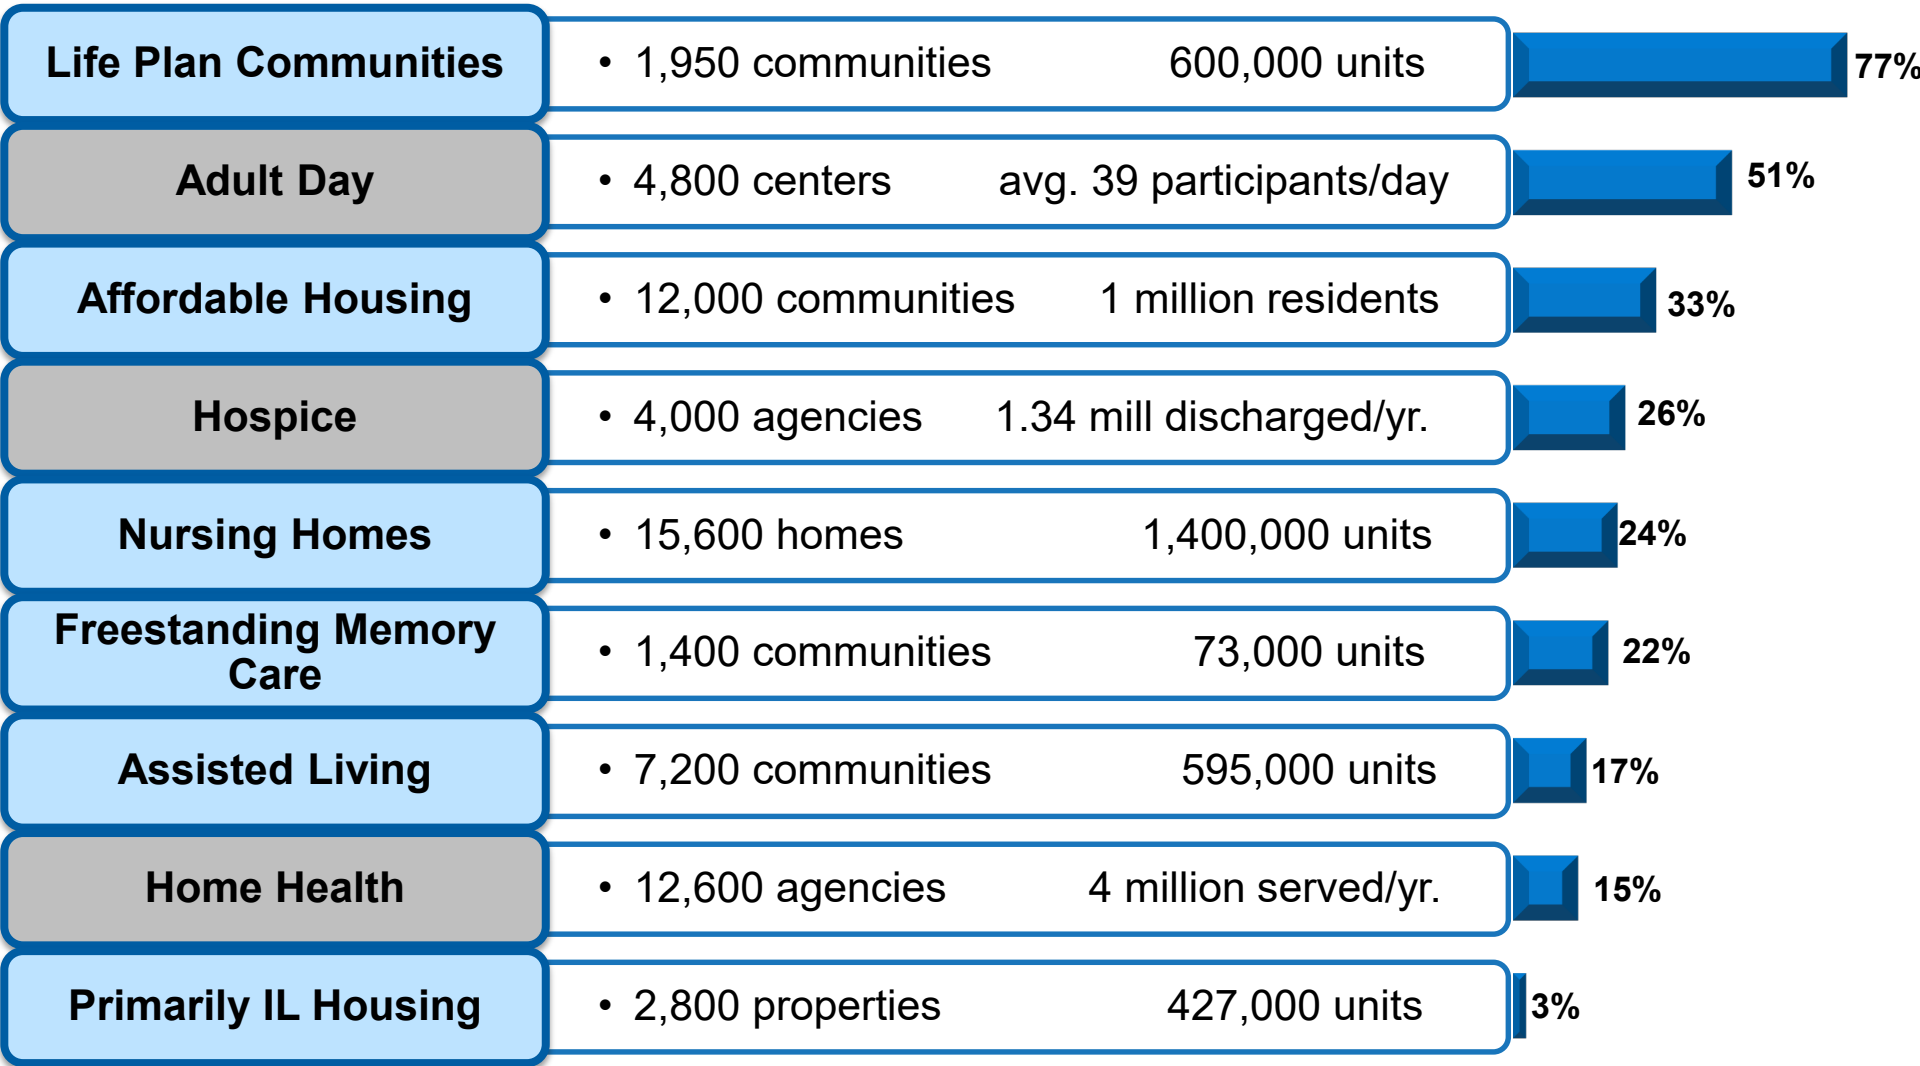 Life Plan Communities • 1,950 communities 600,000 units 77%
Adult Day • 4,800 centers avg. 39 participants/day 51%
Affordable Housing • 12,000 communities 1 million residents 33%
Hospice • 4,000 agencies 1.34 mill discharged/yr. 26%
Nursing Homes • 15,600 homes 1,400,000 units 24%
Freestanding Memory
Care • 1,400 communities 73,000 units 22%
Assisted Living • 7,200 communities 595,000 units 17%
Home Health • 12,600 agencies 4 million served/yr. 15%
Primarily IL Housing • 2,800 properties 427,000 units 3%